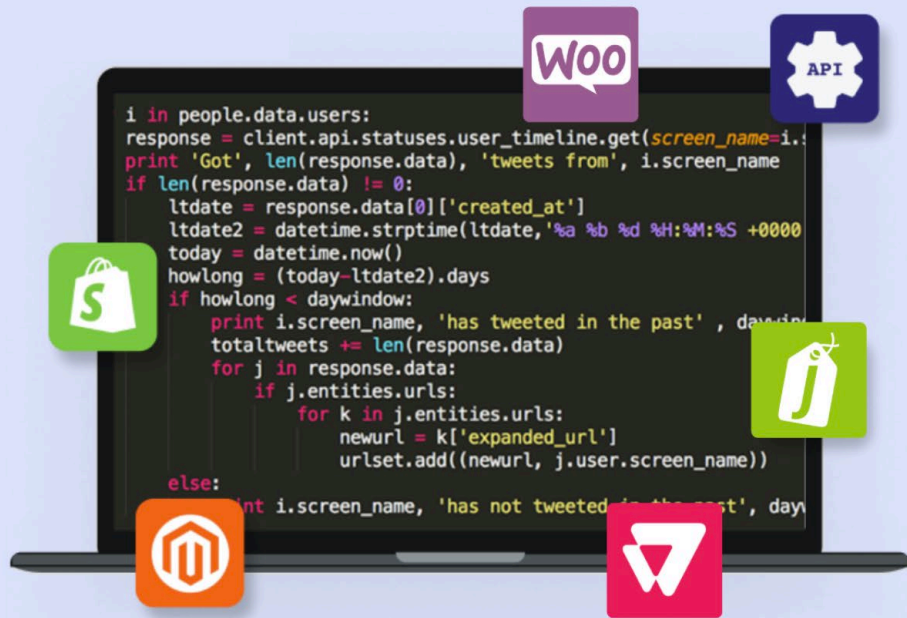 WOO
API
i in people.data.users:
response = client.api.statuses.user_timeline.get(screen_name=i.
print 'Got', len(response.data), 'tweets from', i.screen_name
if len(response.data) != 0:
    ltdate = response.data[0]['created_at']
    ltdate2 = datetime.strptime(ltdate,'%a %b %d %H:%M:%S +0000
    today = datetime.now()
    howlong = (today-ltdate2).days
    if howlong < daywindow:
        print i.screen_name, 'has tweeted in the past' ,
        totaltweets += len(response.data)
        for j in response.data:
            if j.entities.urls:
                for k in j.entities.urls:
                    newurl = k['expanded_url']
                    urlset.add((newurl, j.user.screen_name))
    else:
        i.screen_name, 'has not tweeted
S
j